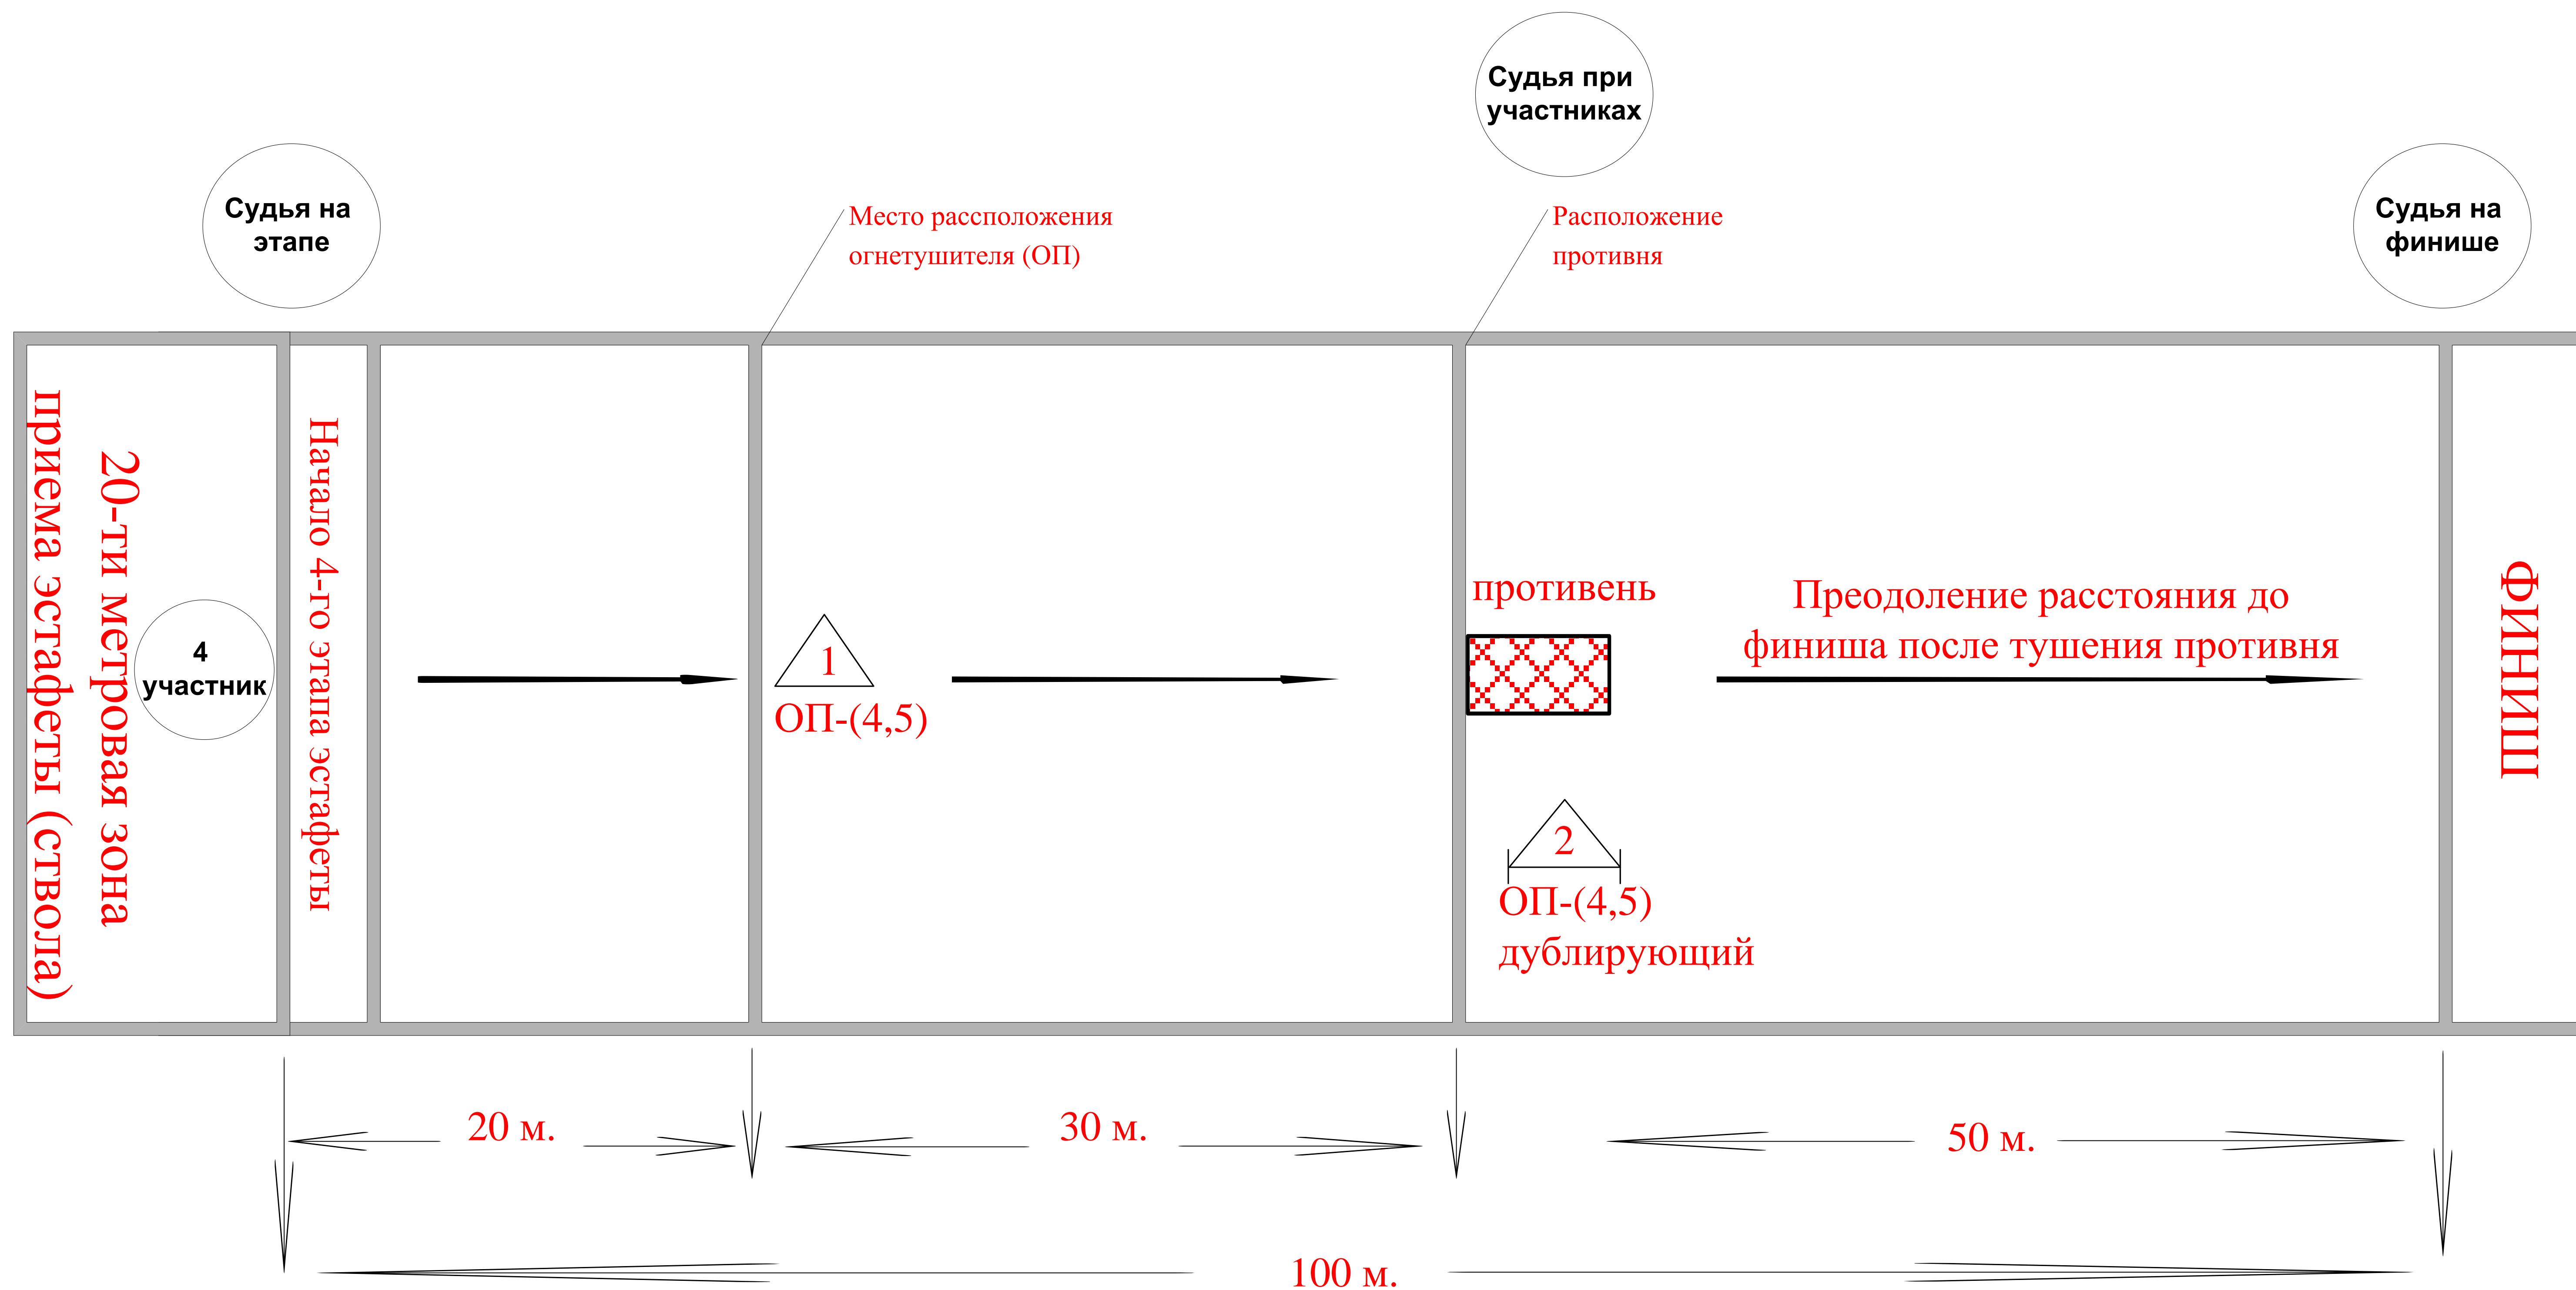 Судья при
участниках
Судья на
этапе
Место рассположения
огнетушителя (ОП)
Расположение
противня
Судья на
финише
20-ти метровая зона
приема эстафеты (ствола)
4
участник
Начало 4-го этапа эстафеты
1
ОП-(4,5)
противень
2
ОП-(4,5)
дублирующий
Преодоление расстояния до
финиша после тушения противня
ФИНИШ
20 м.
30 м.
50 м.
100 м.